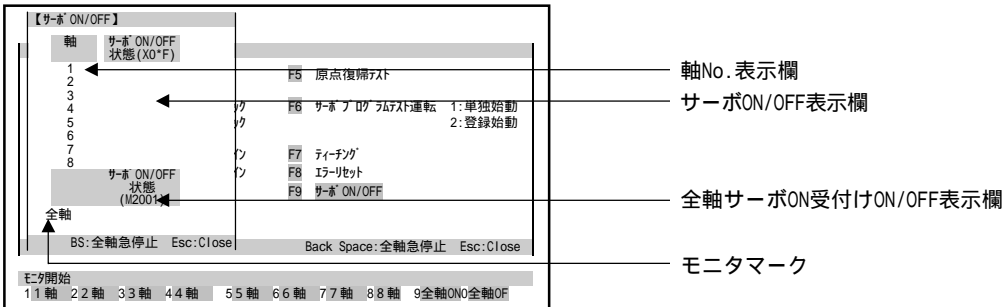 【ｻｰﾎﾞON/OFF】
軸 ｻｰﾎﾞON/OFF
状態(X0*F)
1
2
3
4
5
6
7
8
ｻｰﾎﾞON/OFF
状態
(M2001)
全軸
BS:全軸急停止 Esc:Close
F5 原点復帰ﾃｽﾄ
ｯｸ F6 ｻｰﾎﾞﾌﾟﾛｸﾞﾗﾑﾃｽﾄ運転 1:単独始動
ｯｸ 2:登録始動
ｲﾝ F7 ﾃｨｰﾁﾝｸﾞ
ｲﾝ F8 ｴﾗｰﾘｾｯﾄ
F9 ｻｰﾎﾞON/OFF
Back Space:全軸急停止 Esc:Close
ﾓﾆﾀ開始
11軸 22軸 33軸 44軸 55軸 66軸 77軸 88軸 9全軸ON0全軸OF
軸No.表示欄
サーボON/OFF表示欄
全軸サーボON受付けON/OFF表示欄
モニタマーク